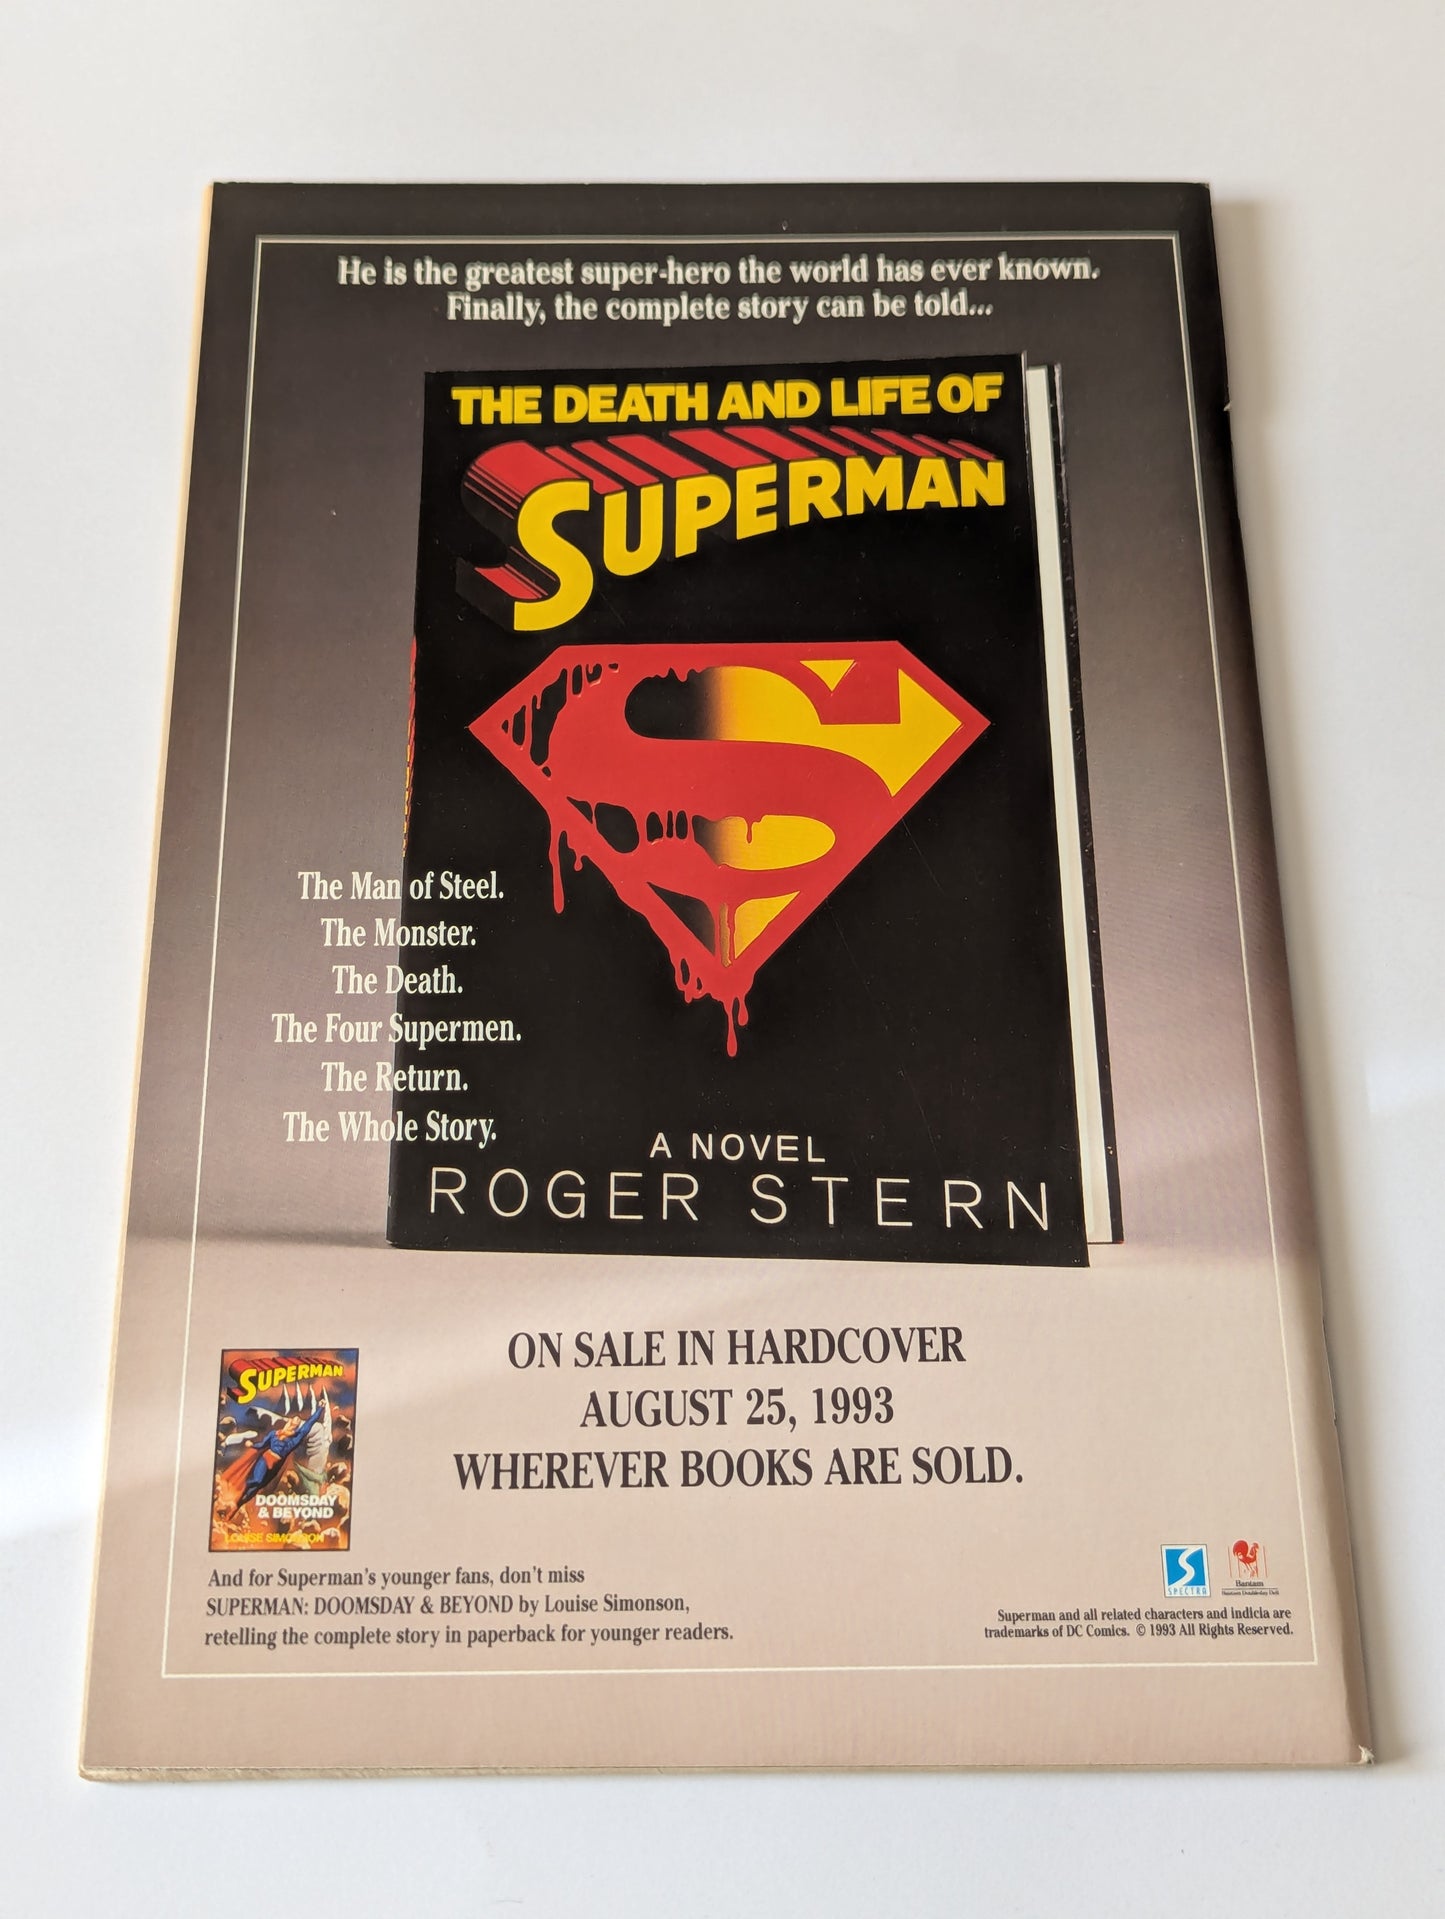 He is the greatest super-hero the world has ever known.
Finally, the complete story can be told...
THE DEATH AND LIFE OF
SUPERMAN
The Man of Steel.
The Monster.
The Death.
The Four Supermen.
The Return.
The Whole Story.
A NOVEL
ROGER STERN
ON SALE IN HARDCOVER
AUGUST 25, 1993
WHEREVER BOOKS ARE SOLD.
SUPERMAN
DOOMSDAY
& BEYOND
LOUISE SIMONSON
And for Superman's younger fans, don't miss
SUPERMAN: DOOMSDAY & BEYOND by Louise Simonson,
retelling the complete story in paperback for younger readers.
SPECTRA
Bantam
Superman and all related characters and indicia are
trademarks of DC Comics. © 1993 All Rights Reserved.